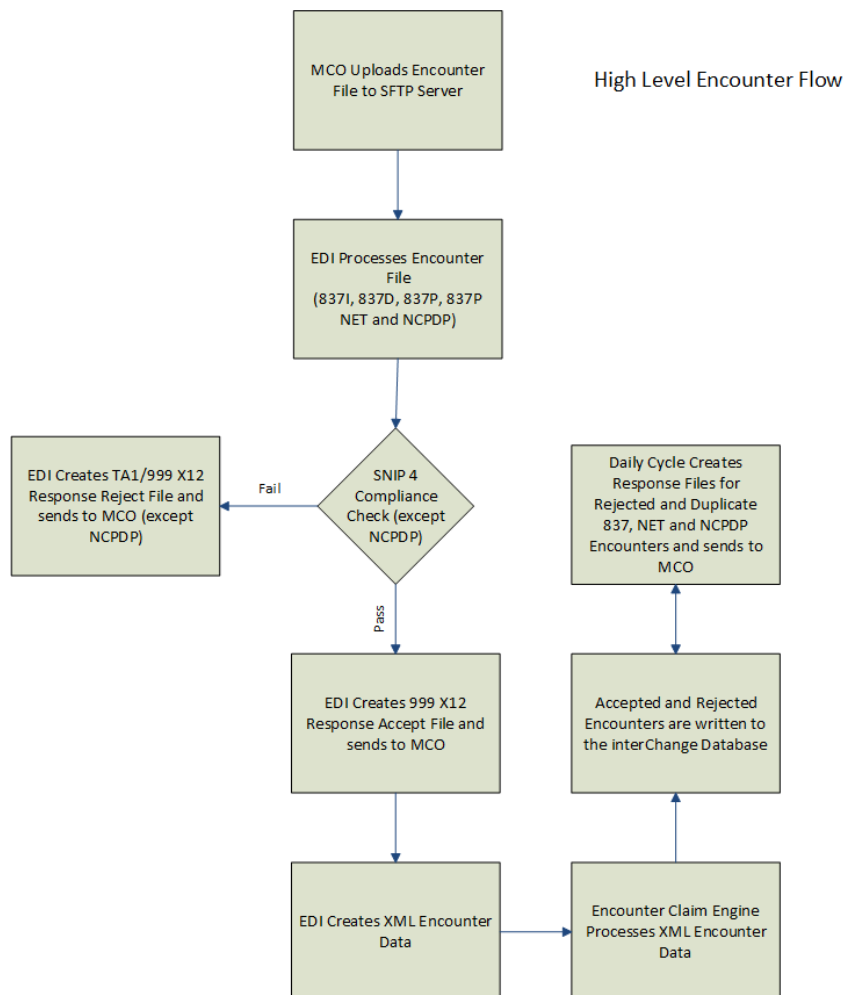 High Level Encounter Flow
MCO Uploads Encounter
File to SFTP Server
EDI Processes Encounter
File
(837I, 837D, 837P, 837P
NET and NCPDP)
SNIP 4
Compliance
Check (except
NCPDP)
Fail
EDI Creates TA1/999 X12
Response Reject File and
sends to MCO (except
NCPDP)
Pass
EDI Creates 999 X12
Response Accept File and
sends to MCO
EDI Creates XML Encounter
Data
Encounter Claim Engine
Processes XML Encounter
Data
Accepted and Rejected
Encounters are written to
the interChange Database
Daily Cycle Creates
Response Files for
Rejected and Duplicate
837, NET and NCPDP
Encounters and sends to
MCO